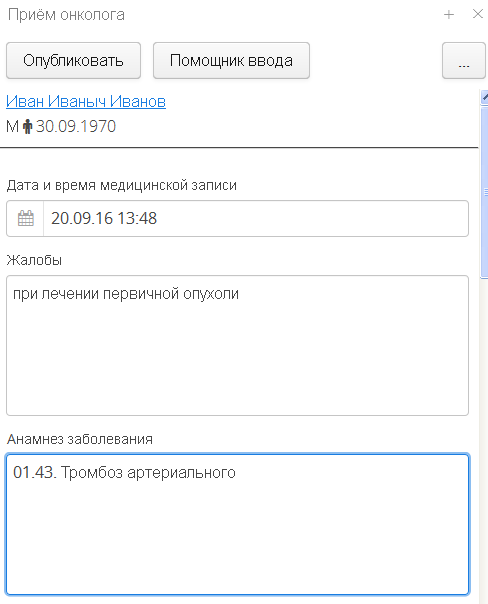 Приём онколога
Опубликовать Помощник ввода ...
Иван Иваныч Иванов
М 30.09.1970
Дата и время медицинской записи
20.09.16 13:48
Жалобы
при лечении первичной опухоли
Анамнез заболевания
01.43. Тромбоз артериального